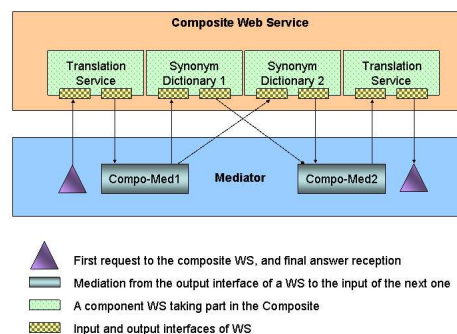 Composite Web Service
Translation Service
Synonym Dictionary 1
Synonym Dictionary 2
Translation Service
Compo-Med1
Mediator
Compo-Med2
First request to the composite WS, and final answer reception
Mediation from the output interface of a WS to the input of the next one
A component WS taking part in the Composite
Input and output interfaces of WS